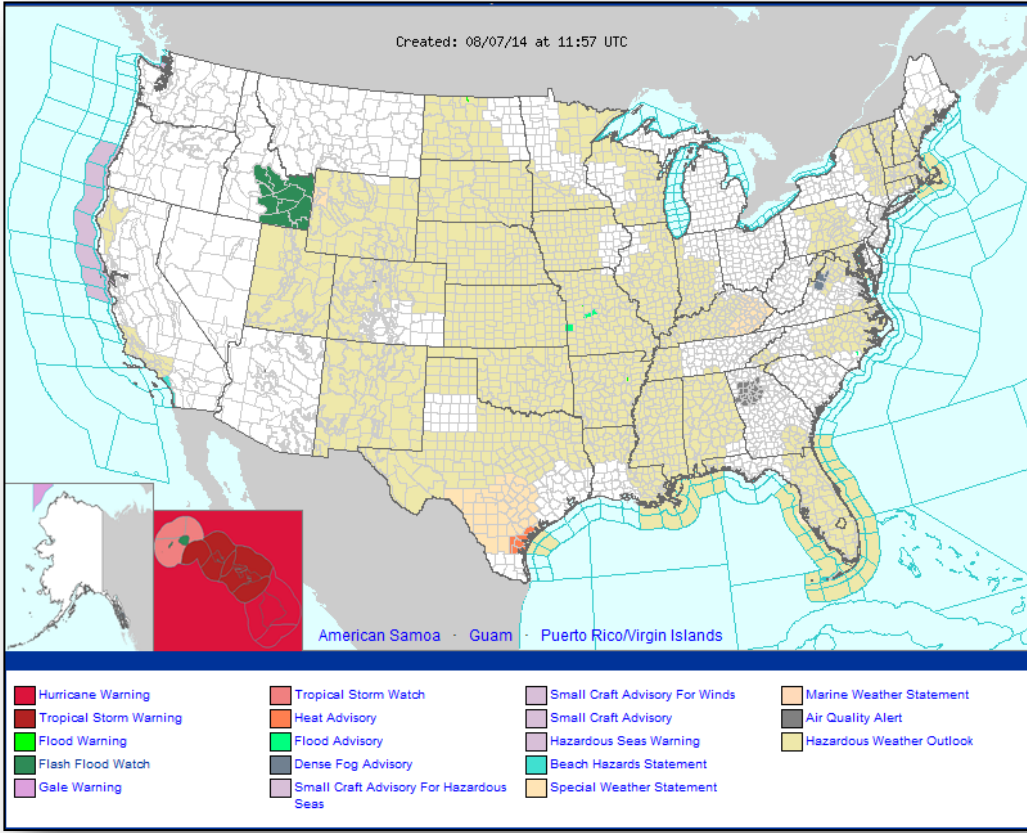 Created: 08/07/14 at 11:57 UTC
American Samoa · Guam · Puerto Rico/Virgin Islands
Hurricane Warning
Tropical Storm Warning
Flood Warning
Flash Flood Watch
Gale Warning
Tropical Storm Watch
Heat Advisory
Flood Advisory
Dense Fog Advisory
Small Craft Advisory For Hazardous
Seas
Small Craft Advisory For Winds
Small Craft Advisory
Hazardous Seas Warning
Beach Hazards Statement
Special Weather Statement
Marine Weather Statement
Air Quality Alert
Hazardous Weather Outlook